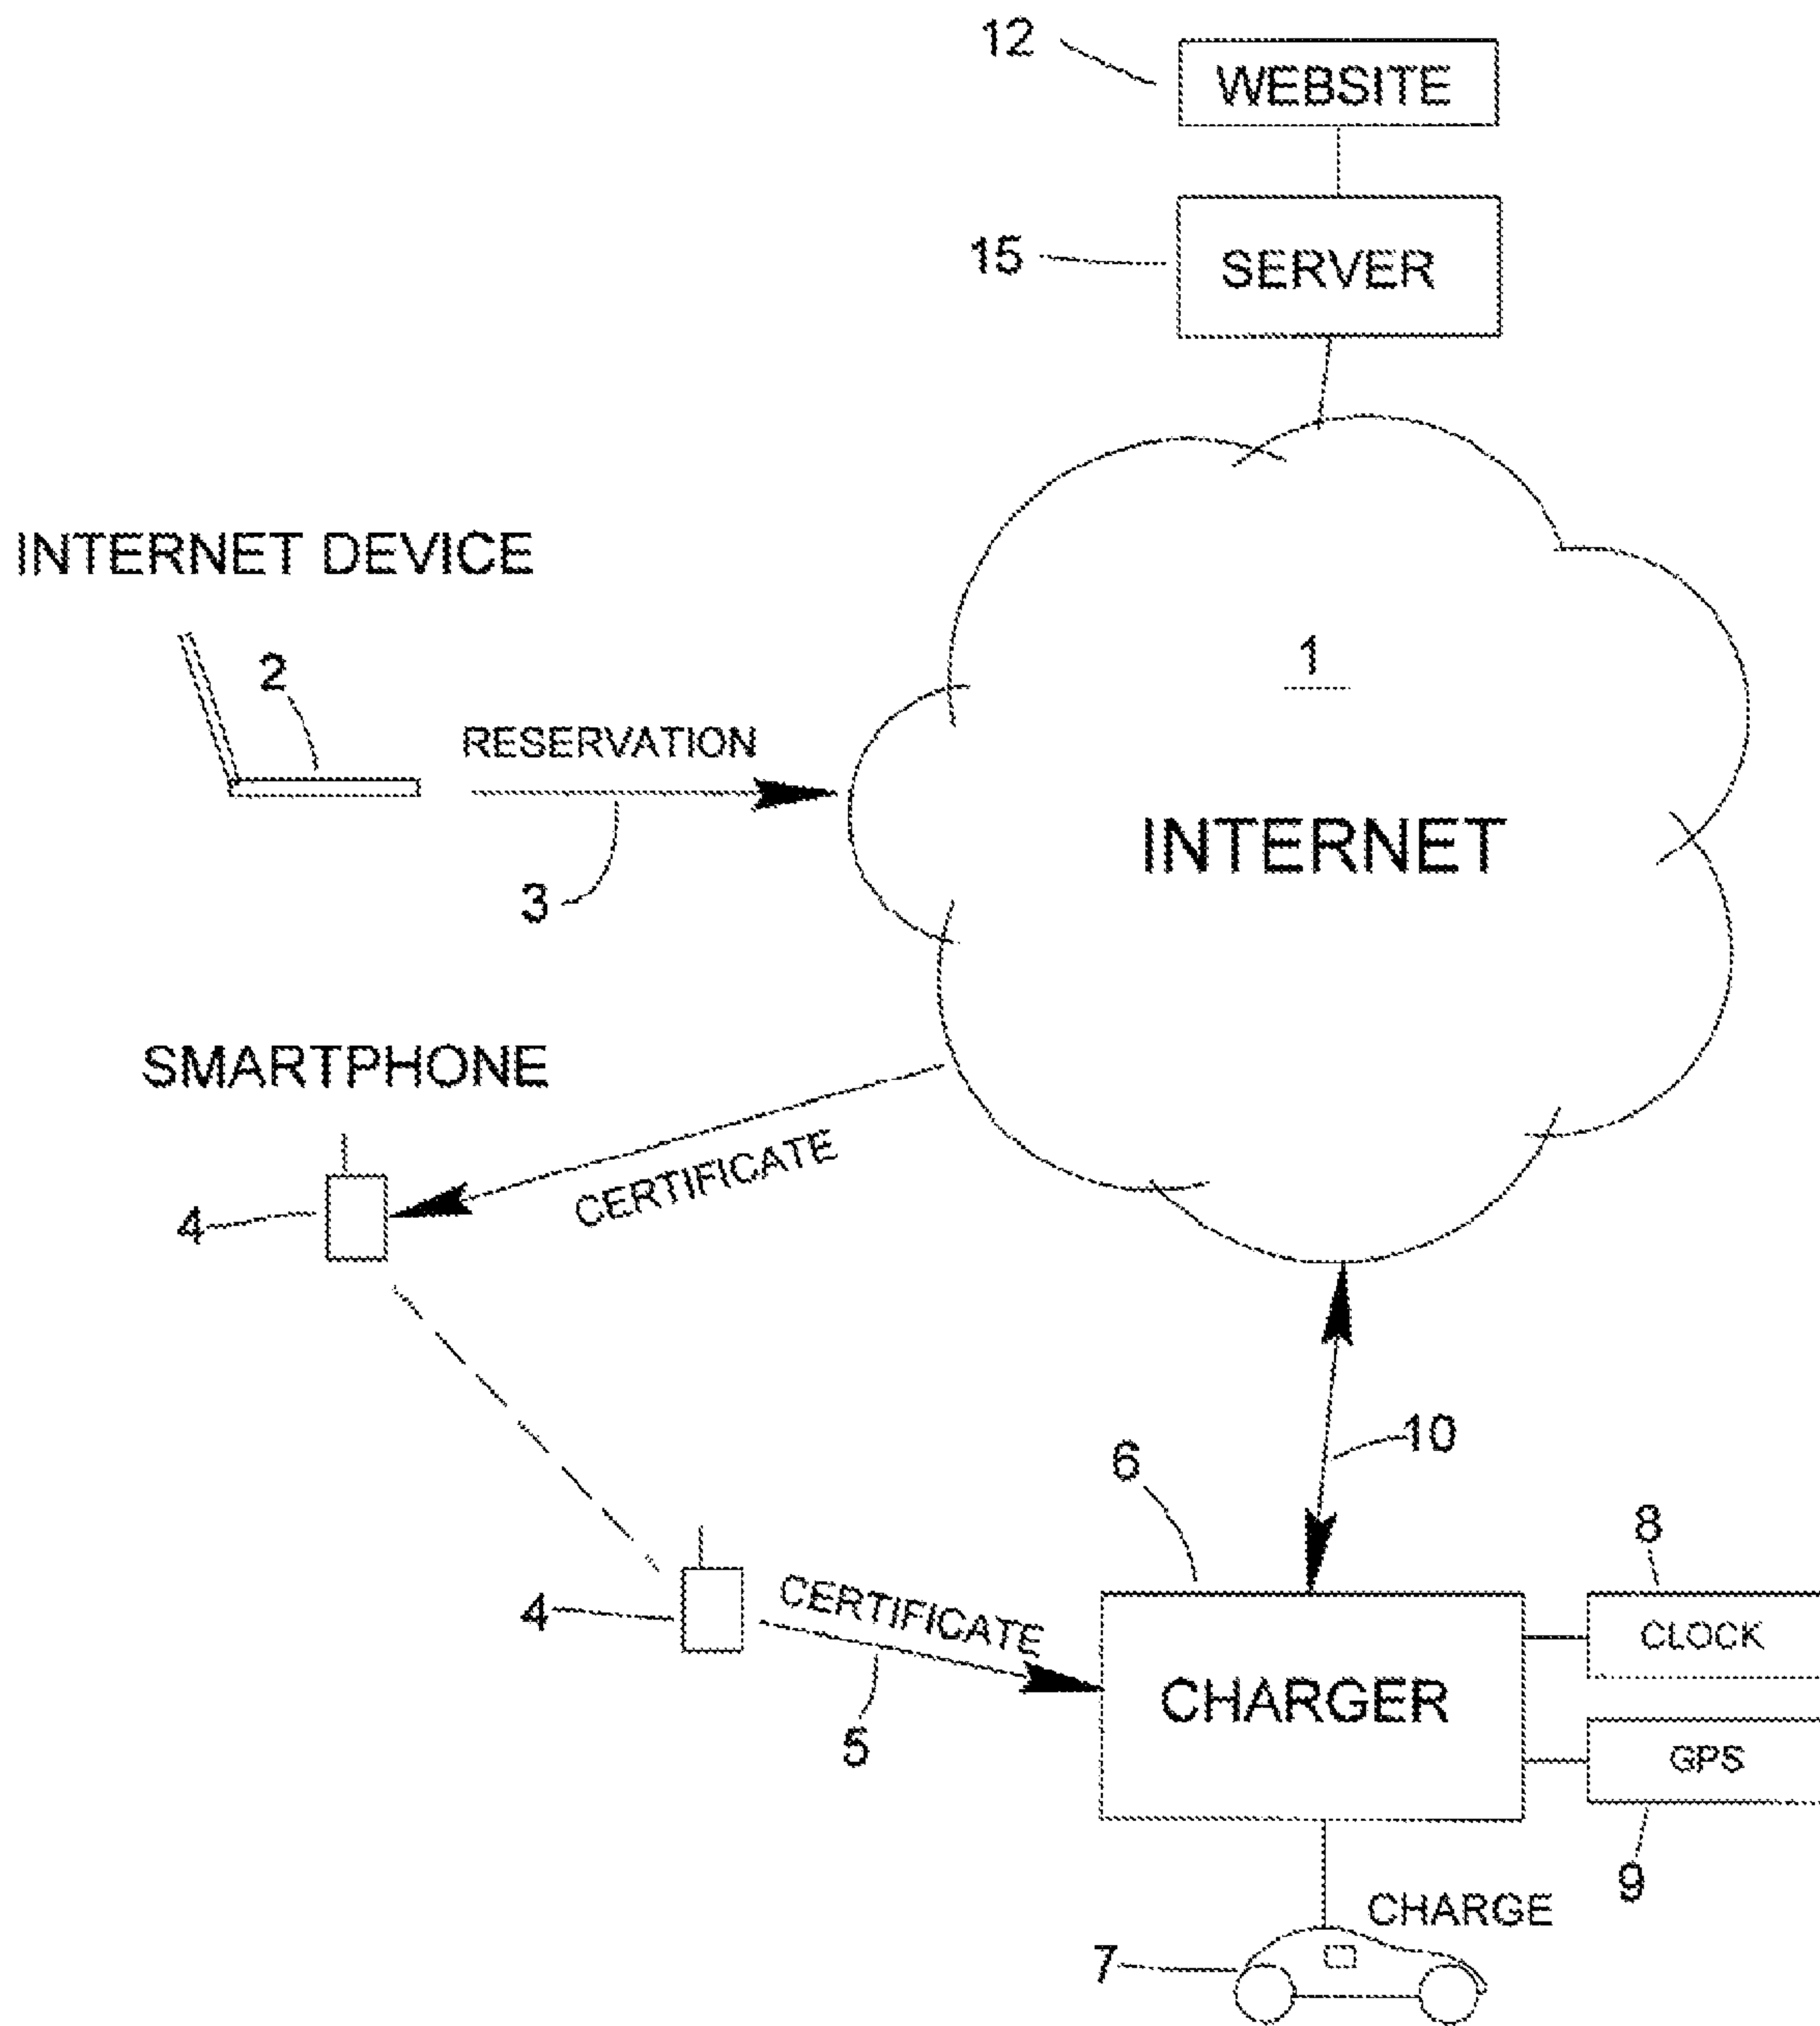 12
WEBSITE
15
SERVER
INTERNET DEVICE
2
RESERVATION
3
1
INTERNET
SMARTPHONE
4
CERTIFICATE
10
6
8
4
CERTIFICATE
5
CHARGER
CLOCK
GPS
9
CHARGE
7